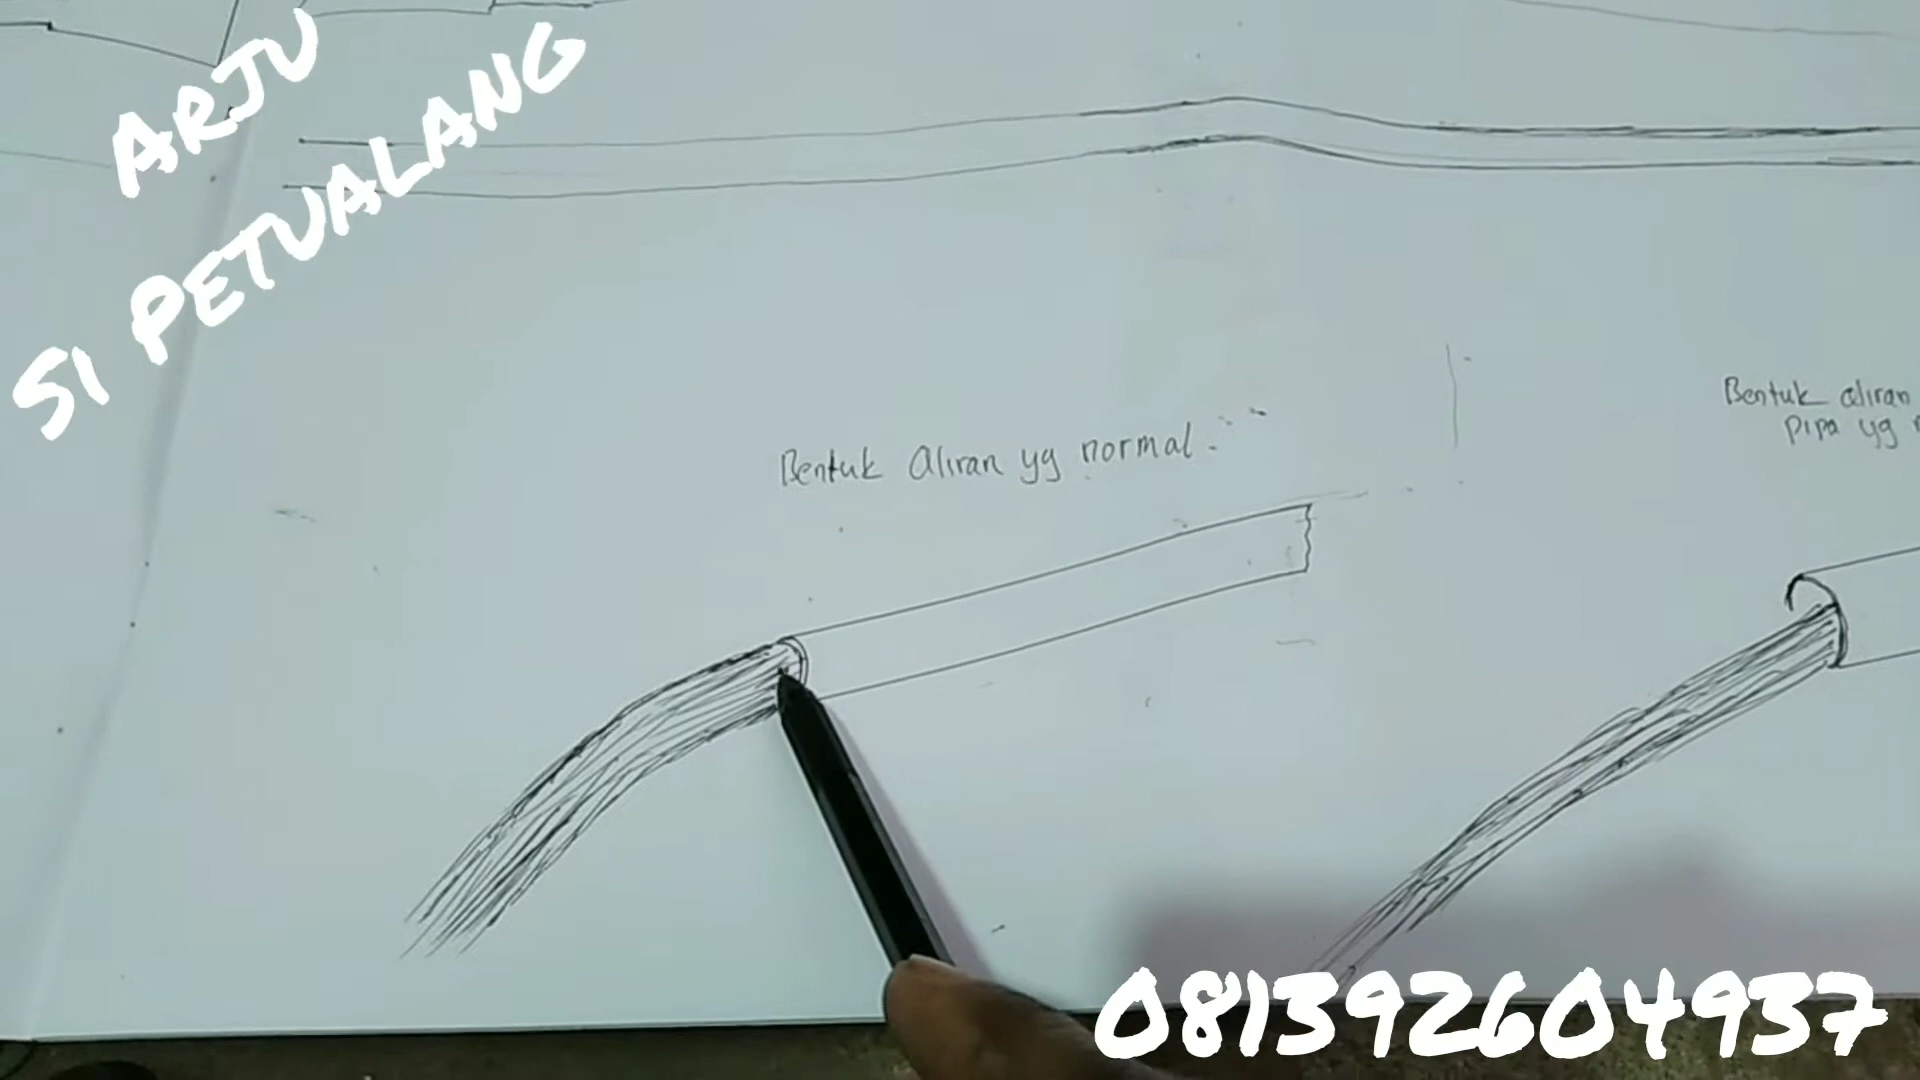 ARJU
SI PETUALANG
Bentuk Aliran yg normal.
Bentuk aliran
pipa yg
081392604937